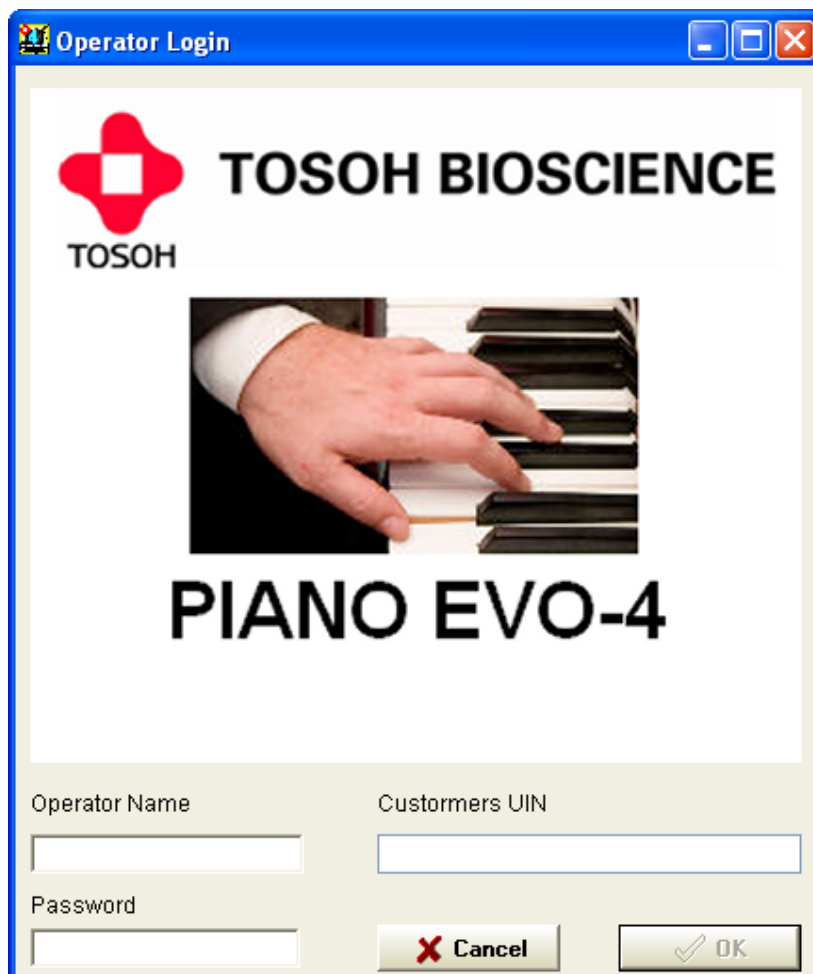 Operator Login
TOSOH BIOSCIENCE
TOSOH
PIANO EVO-4
Operator Name
Custormers UIN
Password
Cancel
OK